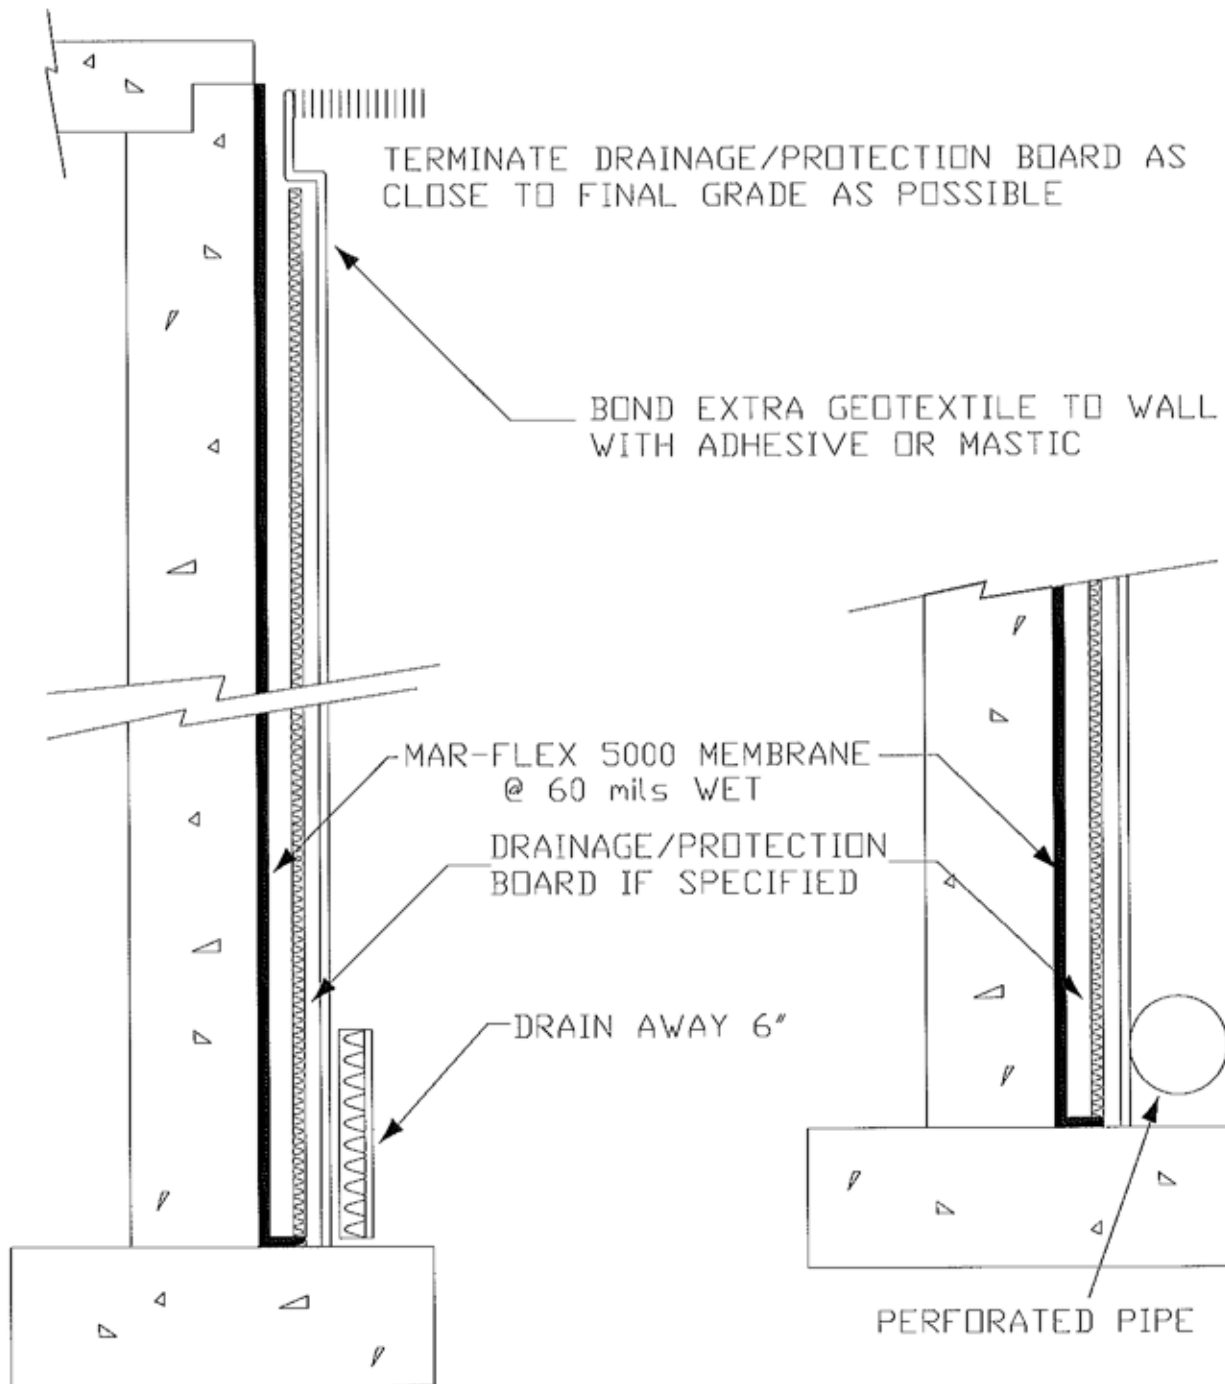 TERMINATE DRAINAGE/PROTECTION BOARD AS
CLOSE TO FINAL GRADE AS POSSIBLE
BOND EXTRA GEOTEXTILE TO WALL
WITH ADHESIVE OR MASTIC
MAR-FLEX 5000 MEMBRANE
@ 60 mils WET
DRAINAGE/PROTECTION
BOARD IF SPECIFIED
DRAIN AWAY 6"
PERFORATED PIPE